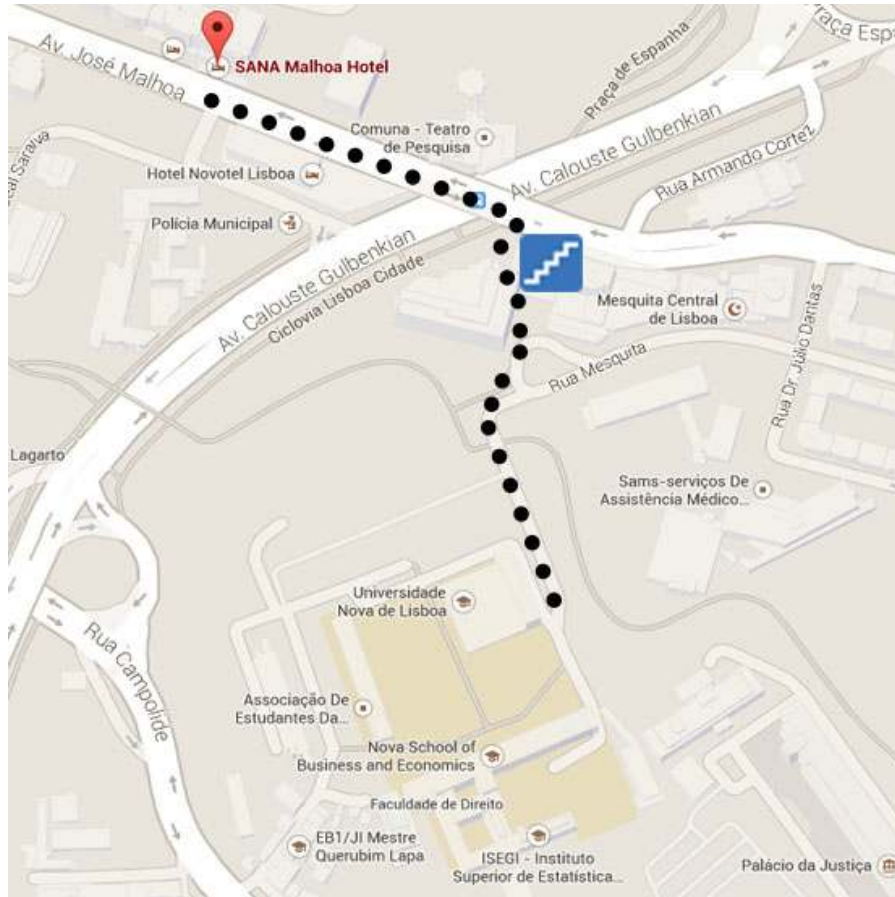 Praça Esp
Av. José Malhoa
SANA Malhoa Hotel
Praça de Espanha
Comuna - Teatro
de Pesquisa
Av. Calouste Gulbenkian
Rua Armando Cortez
Hotel Novotel Lisboa
Polícia Municipal
Saraiva
Av. Calouste Gulbenkian
Ciclovia Lisboa Cidade
Mesquita Central
de Lisboa
Rua Dr. Júlio Dantas
Rua Mesquita
Lagarto
Sams-serviços De
Assistência Médico...
Universidade
Nova de Lisboa
Rua Campolide
Associação De
Estudantes Da...
Nova School of
Business and Economics
Faculdade de Direito
EB1/JI Mestre
Querubim Lapa
ISEGI - Instituto
Superior de Estatística...
Palácio da Justiça